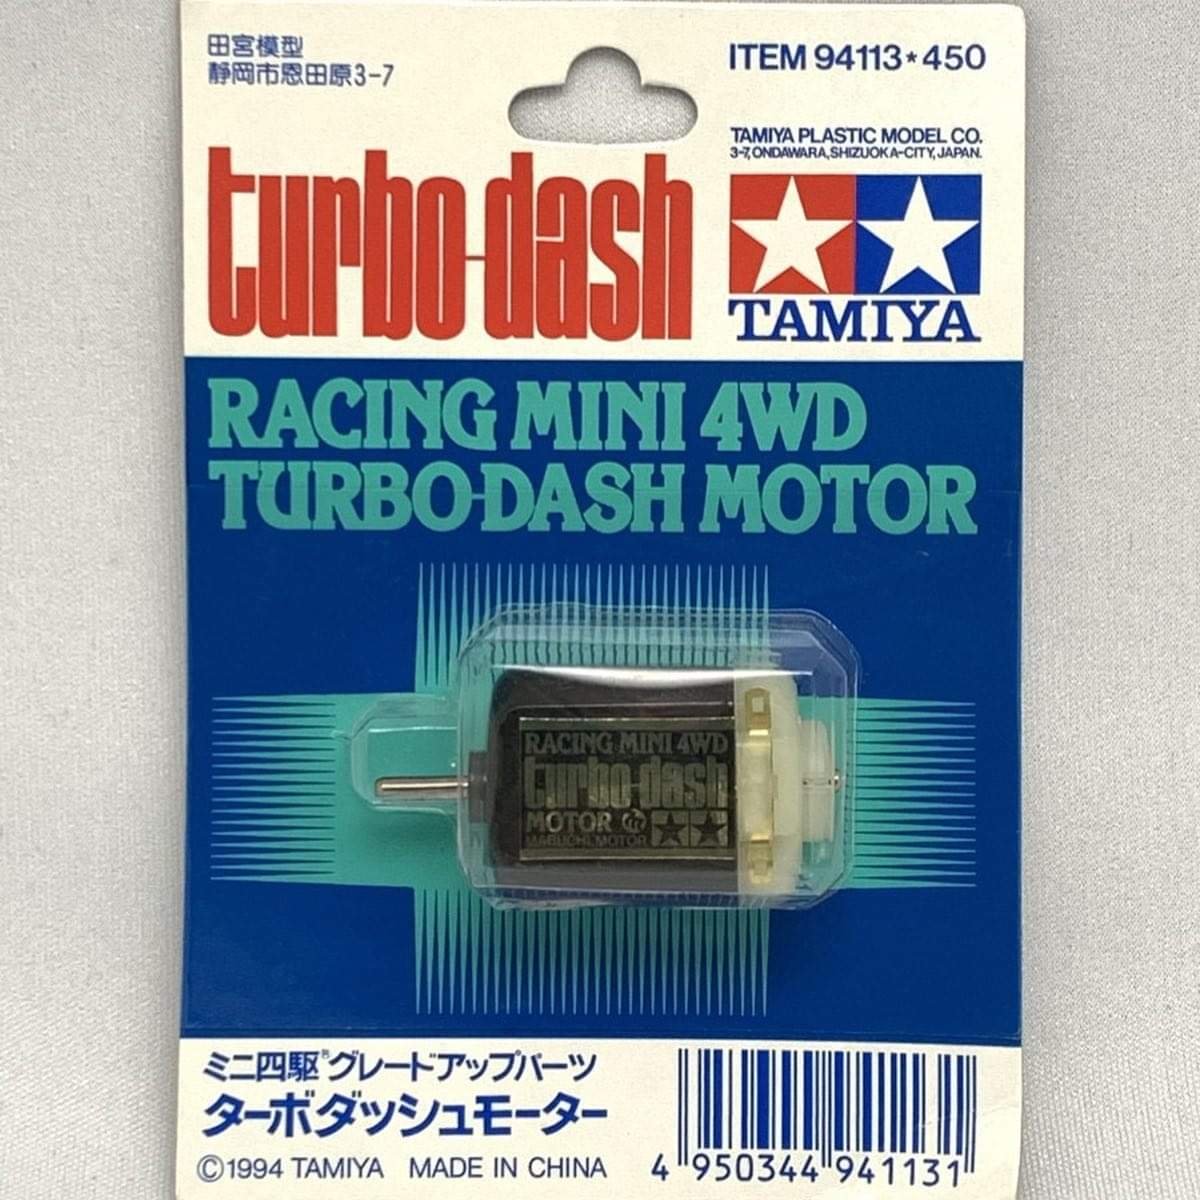 田宮模型
静岡市恩田原3-7
ITEM 94113★450
TAMIYA PLASTIC MODEL CO.
3-7, ONDAWARA, SHIZUOKA-CITY, JAPAN.
turbo-dash
TAMIYA
RACING MINI 4WD
TURBO-DASH MOTOR
RACING MINI 4WD
turbo-dash
MOTOR
MABUCHI MOTOR
ミニ四駆®グレードアップパーツ
ターボダッシュモーター
©1994 TAMIYA MADE IN CHINA
4 950344 941131